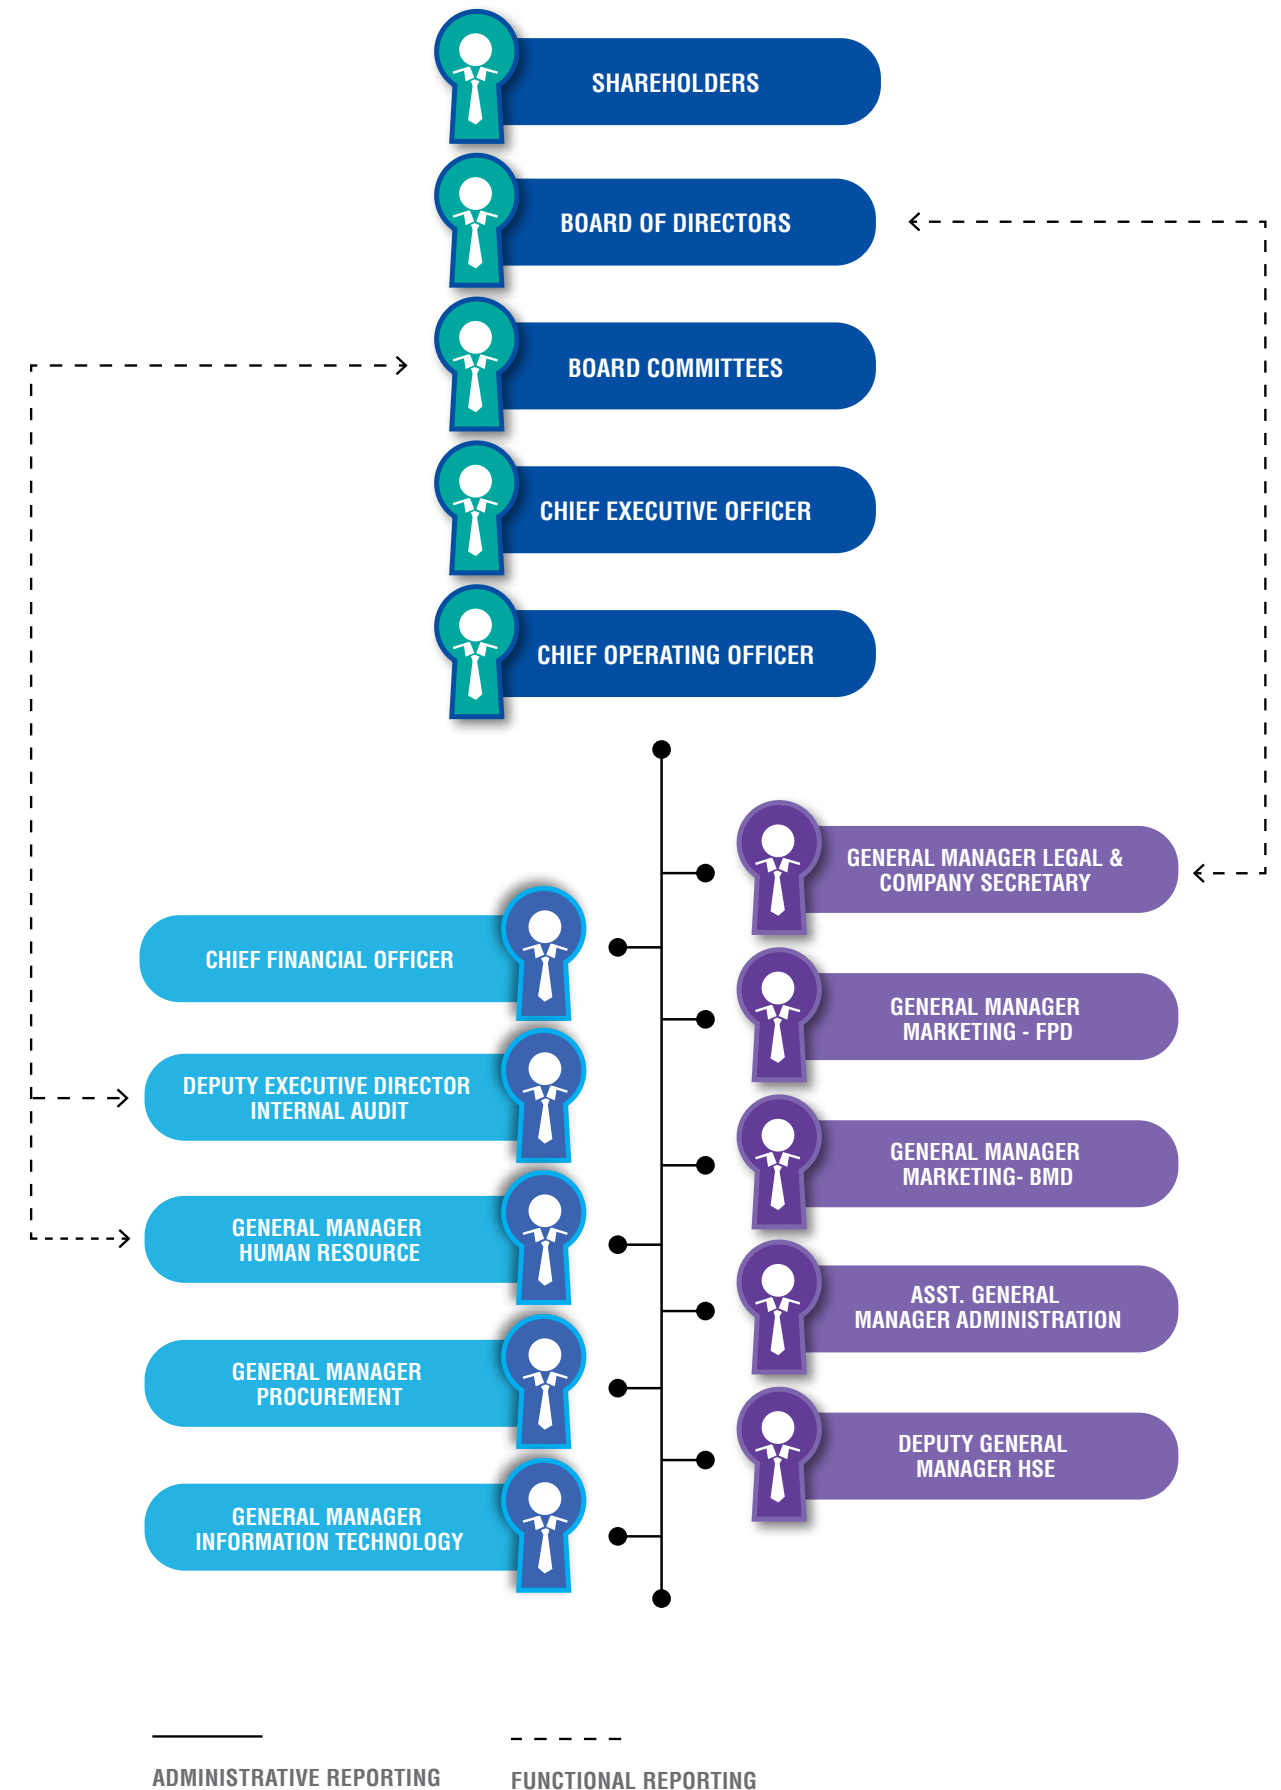 SHAREHOLDERS
BOARD OF DIRECTORS
BOARD COMMITTEES
CHIEF EXECUTIVE OFFICER
CHIEF OPERATING OFFICER
GENERAL MANAGER LEGAL &
COMPANY SECRETARY
CHIEF FINANCIAL OFFICER
GENERAL MANAGER
MARKETING - FPD
DEPUTY EXECUTIVE DIRECTOR
INTERNAL AUDIT
GENERAL MANAGER
MARKETING- BMD
GENERAL MANAGER
HUMAN RESOURCE
ASST. GENERAL
MANAGER ADMINISTRATION
GENERAL MANAGER
PROCUREMENT
DEPUTY GENERAL
MANAGER HSE
GENERAL MANAGER
INFORMATION TECHNOLOGY
ADMINISTRATIVE REPORTING
FUNCTIONAL REPORTING